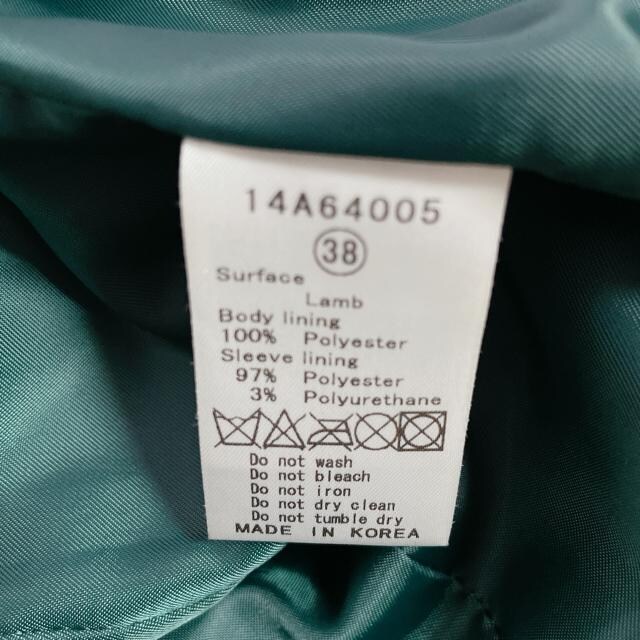 14A64005
38
Surface
Lamb
Body lining
100% Polyester
Sleeve lining
97% Polyester
3% Polyurethane
Do not wash
Do not bleach
Do not iron
Do not dry clean
Do not tumble dry
MADE IN KOREA